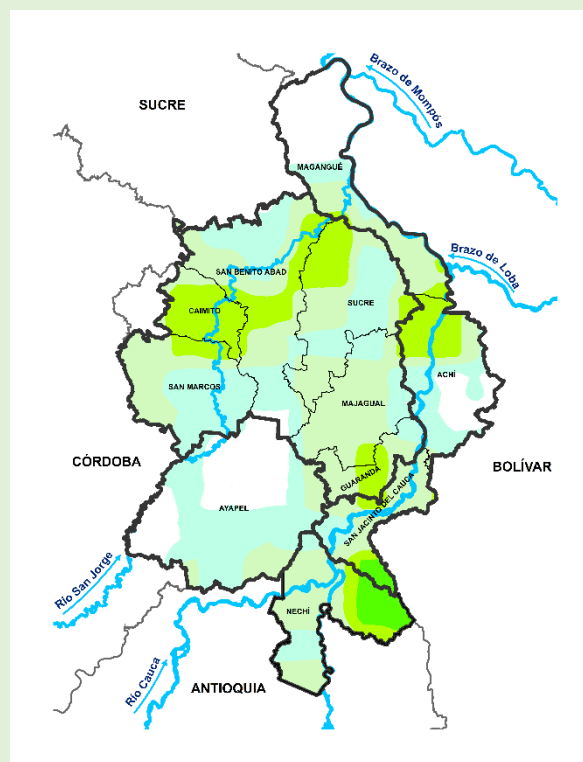 Brazo de Mompós
SUCRE
MAGANGUÉ
Brazo de Loba
SAN BENITO ABAD
SUCRE
CAIMITO
ACHÍ
SAN MARCOS
MAJAGUAL
CÓRDOBA
BOLÍVAR
GUARANDA
SAN JACINTO DEL CAUCA
AYAPEL
Río San Jorge
NECHÍ
Río Cauca
ANTIOQUIA